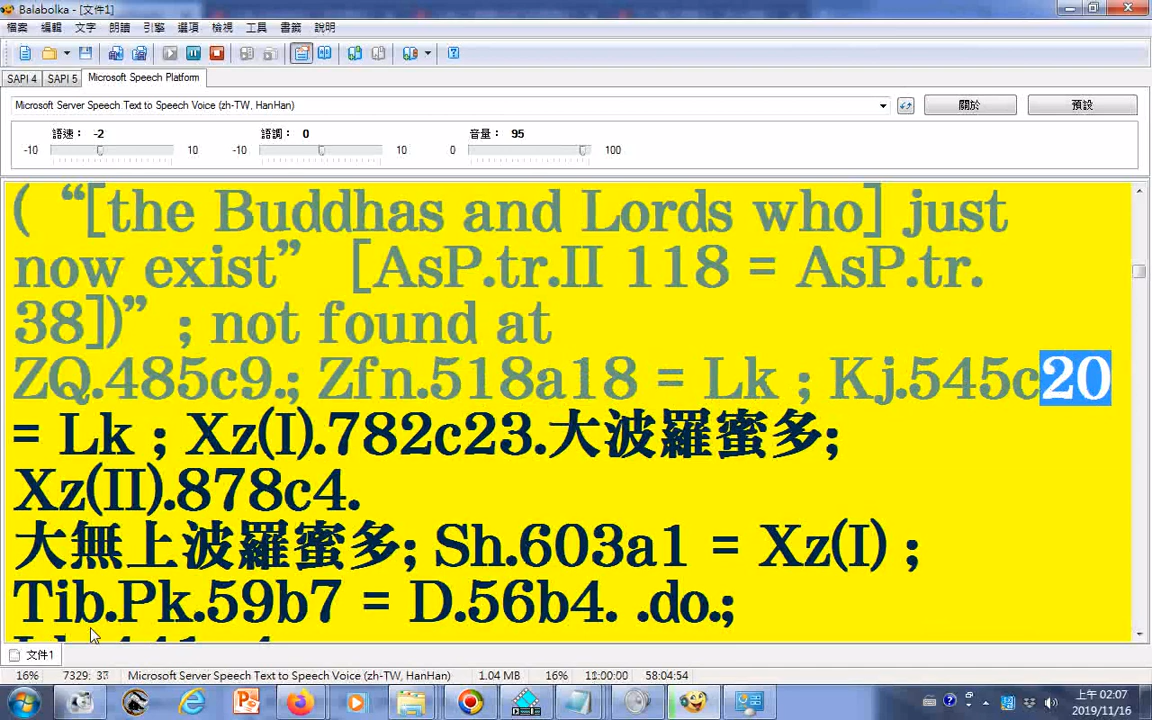 Balabolka - [文件1]
檔案 編輯 文字 朗讀 引擎 選項 檢視 工具 書籤 說明
SAPI 4 SAPI 5 Microsoft Speech Platform
Microsoft Server Speech Text to Speech Voice (zh-TW, HanHan) 關於 預設
語速： -2 語調： 0 音量： 95
-10 10 -10 10 0 100
(“[the Buddhas and Lords who] just
now exist” [AsP.tr.II 118 = AsP.tr.
38])”; not found at
ZQ.485c9.; Zfn.518a18 = Lk ; Kj.545c20
= Lk ; Xz(I).782c23.大波羅蜜多;
Xz(II).878c4.
大無上波羅蜜多; Sh.603a1 = Xz(I) ;
Tib.Pk.59b7 = D.56b4. .do.;
文件1
16% 7329: 37 Microsoft Server Speech Text to Speech Voice (zh-TW, HanHan) 1.04 MB 16% 11:00:00 58:04:54
上午 02:07
2019/11/16